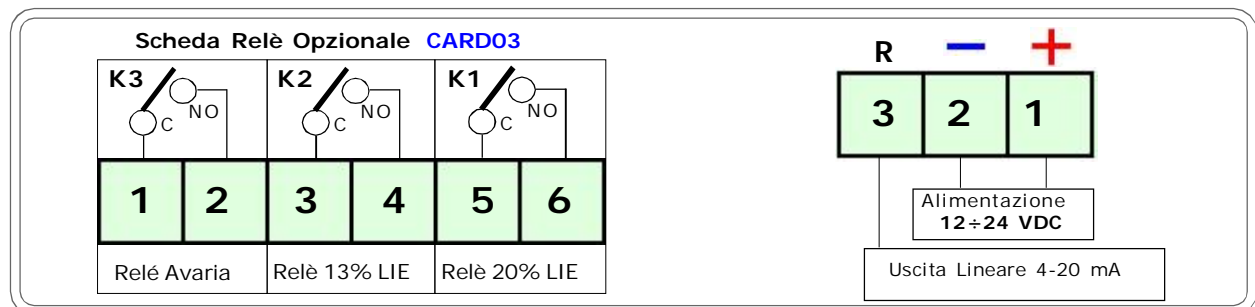 Scheda Relè Opzionale CARD03
K3 K2 K1
C NO C NO C NO
1 2 3 4 5 6
Relé Avaria Relè 13% LIE Relè 20% LIE
R − +
3 2 1
Alimentazione
12÷24 VDC
Uscita Lineare 4-20 mA